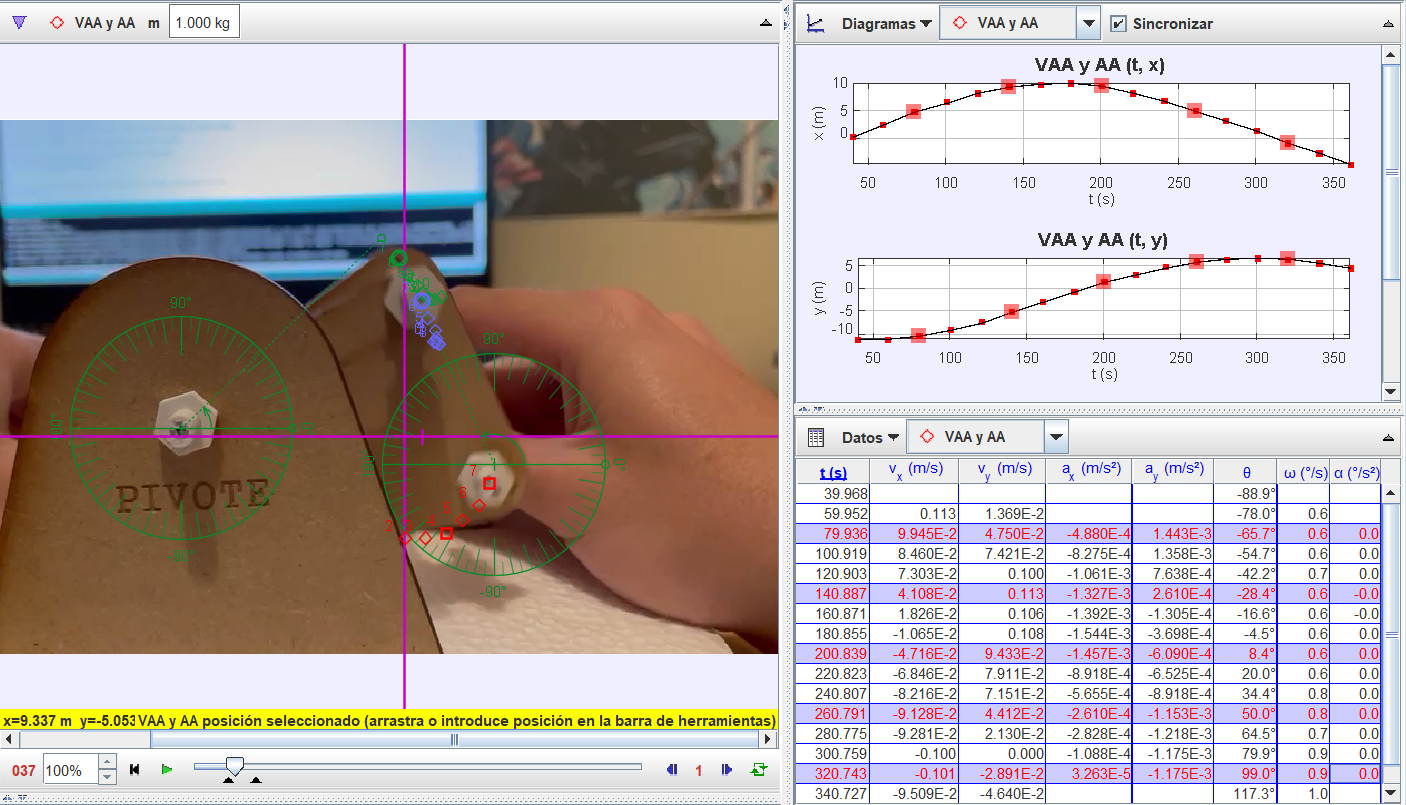 VAA y AA m 1.000 kg
90°
90°
-90°
PIVOTE
x=9.337 m y=-5.053 VAA y AA posición seleccionado (arrastra o introduce posición en la barra de herramientas)
037 100% 1
Diagramas VAA y AA Sincronizar
VAA y AA (t, x)
x (m)
10
5
0
50 100 150 200 250 300 350
t (s)
VAA y AA (t, y)
y (m)
5
0
-5
-10
50 100 150 200 250 300 350
t (s)
Datos VAA y AA
t (s) vx (m/s) vy (m/s) ax (m/s²) ay (m/s²) θ ω (°/s) α (°/s²)
39.968 -88.9°
59.952 0.113 1.369E-2 -78.0° 0.6
79.936 9.945E-2 4.750E-2 -4.880E-4 1.443E-3 -65.7° 0.6 0.0
100.919 8.460E-2 7.421E-2 -8.275E-4 1.358E-3 -54.7° 0.6 0.0
120.903 7.303E-2 0.100 -1.061E-3 7.638E-4 -42.2° 0.7 0.0
140.887 4.108E-2 0.113 -1.327E-3 2.610E-4 -28.4° 0.6 -0.0
160.871 1.826E-2 0.106 -1.392E-3 -1.305E-4 -16.6° 0.6 -0.0
180.855 -1.065E-2 0.108 -1.544E-3 -3.698E-4 -4.5° 0.6 0.0
200.839 -4.716E-2 9.433E-2 -1.457E-3 -6.090E-4 8.4° 0.6 0.0
220.823 -6.846E-2 7.911E-2 -8.918E-4 -6.525E-4 20.0° 0.6 0.0
240.807 -8.216E-2 7.151E-2 -5.655E-4 -8.918E-4 34.4° 0.8 0.0
260.791 -9.128E-2 4.412E-2 -2.610E-4 -1.153E-3 50.0° 0.8 0.0
280.775 -9.281E-2 2.130E-2 -2.828E-4 -1.218E-3 64.5° 0.7 0.0
300.759 -0.100 0.000 -1.088E-4 -1.175E-3 79.9° 0.9 0.0
320.743 -0.101 -2.891E-2 3.263E-5 -1.175E-3 99.0° 0.9 0.0
340.727 -9.509E-2 -4.640E-2 117.3° 1.0